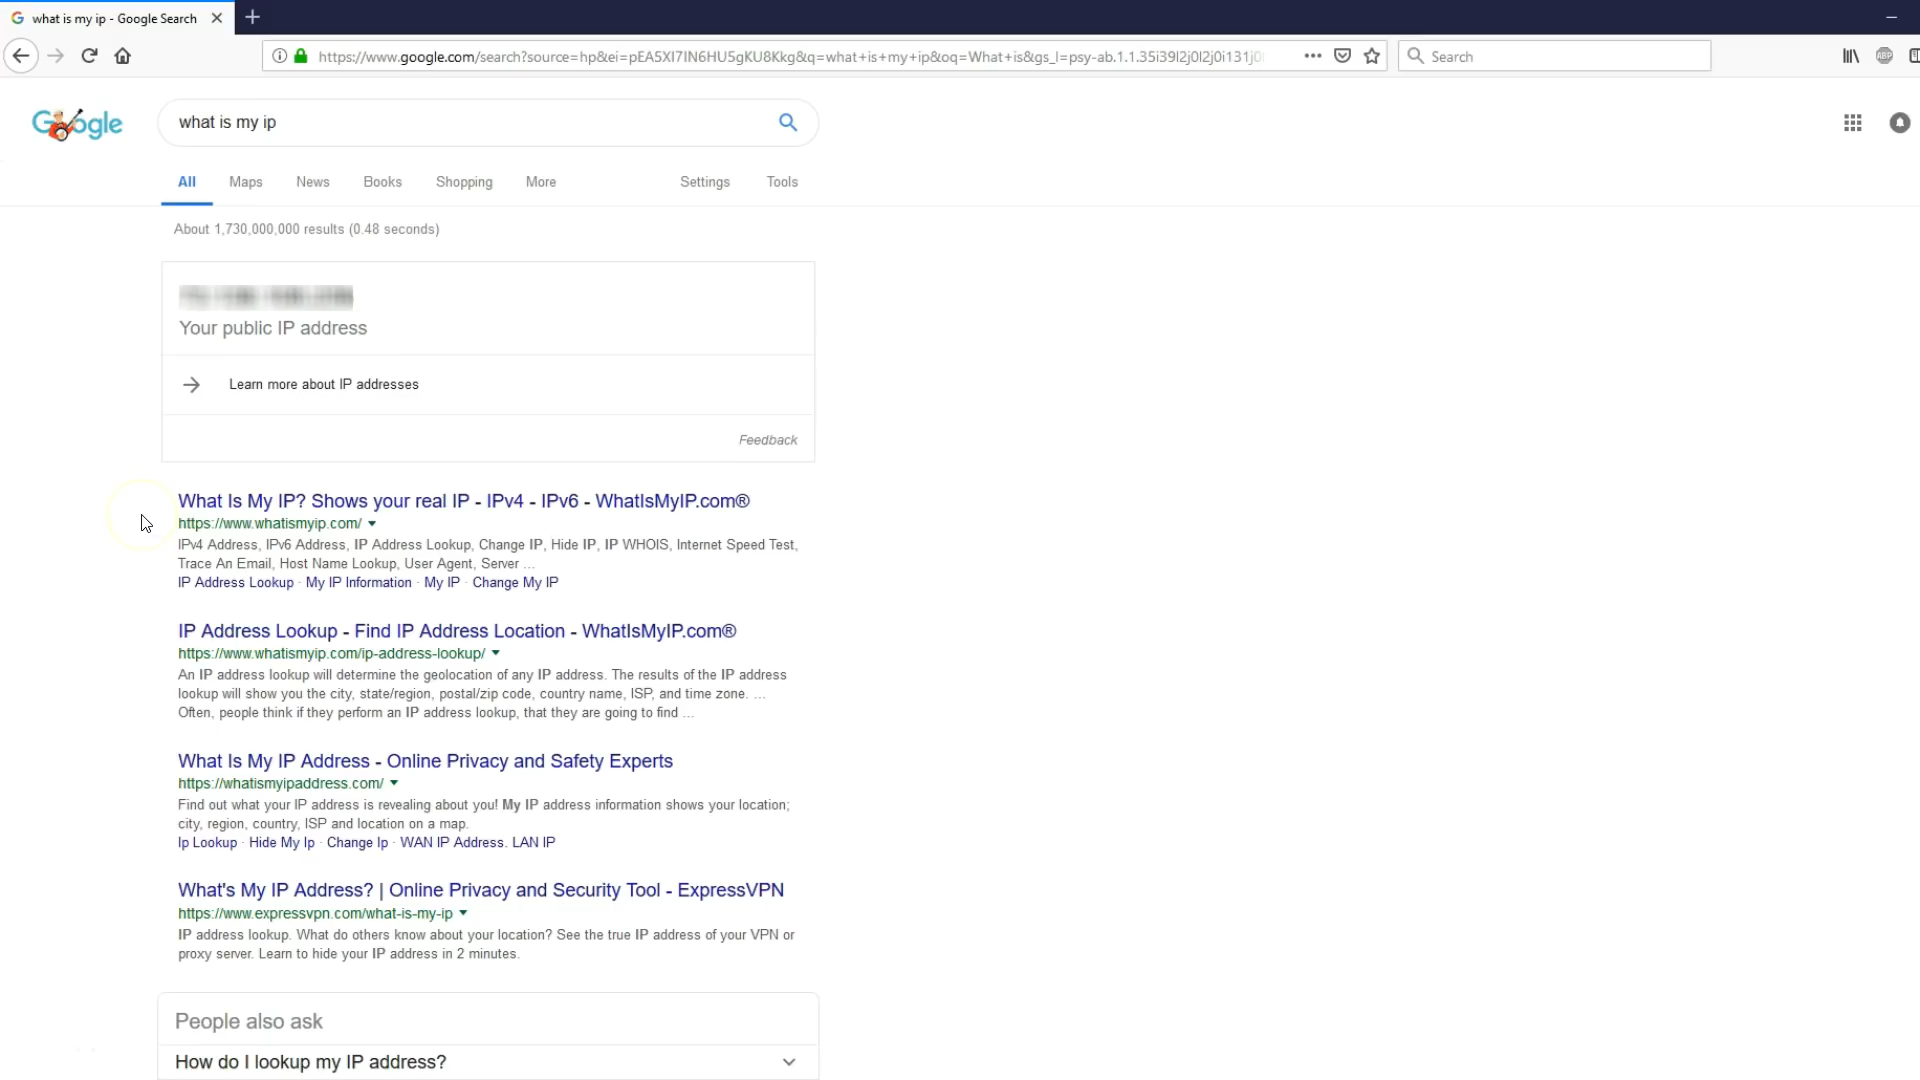 what is my ip - Google Search
https://www.google.com/search?source=hp&ei=pEA5XI7IN6HU5gKU8Kkg&q=what+is+my+ip&oq=What+is&gs_l=psy-ab.1.1.35i39l2j0l2j0i131j0
Search
ABP
Google
what is my ip
All Maps News Books Shopping More Settings Tools
About 1,730,000,000 results (0.48 seconds)
Your public IP address
Learn more about IP addresses
Feedback
What Is My IP? Shows your real IP - IPv4 - IPv6 - WhatIsMyIP.com®
https://www.whatismyip.com/
IPv4 Address, IPv6 Address, IP Address Lookup, Change IP, Hide IP, IP WHOIS, Internet Speed Test,
Trace An Email, Host Name Lookup, User Agent, Server ...
IP Address Lookup · My IP Information · My IP · Change My IP
IP Address Lookup - Find IP Address Location - WhatIsMyIP.com®
https://www.whatismyip.com/ip-address-lookup/
An IP address lookup will determine the geolocation of any IP address. The results of the IP address
lookup will show you the city, state/region, postal/zip code, country name, ISP, and time zone. ...
Often, people think if they perform an IP address lookup, that they are going to find ...
What Is My IP Address - Online Privacy and Safety Experts
https://whatismyipaddress.com/
Find out what your IP address is revealing about you! My IP address information shows your location;
city, region, country, ISP and location on a map.
Ip Lookup · Hide My Ip · Change Ip · WAN IP Address. LAN IP
What's My IP Address? | Online Privacy and Security Tool - ExpressVPN
https://www.expressvpn.com/what-is-my-ip
IP address lookup. What do others know about your location? See the true IP address of your VPN or
proxy server. Learn to hide your IP address in 2 minutes.
People also ask
How do I lookup my IP address?